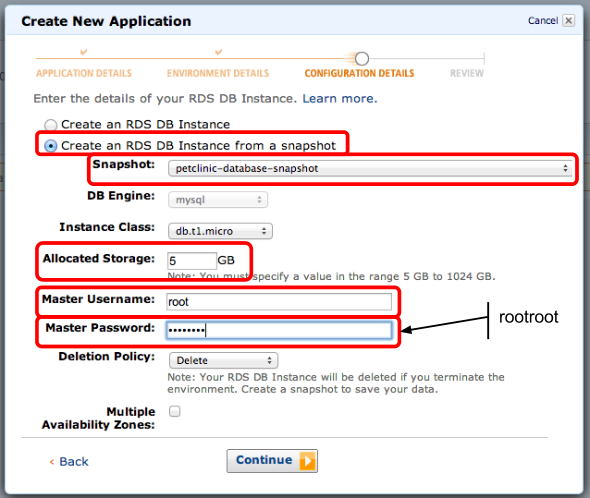 Create New Application
Cancel
APPLICATION DETAILS ENVIRONMENT DETAILS CONFIGURATION DETAILS REVIEW
Enter the details of your RDS DB Instance. Learn more.
Create an RDS DB Instance
Create an RDS DB Instance from a snapshot
Snapshot: petclinic-database-snapshot
DB Engine: mysql
Instance Class: db.t1.micro
Allocated Storage: 5 GB
Note: You must specify a value in the range 5 GB to 1024 GB.
Master Username: root
Master Password: ••••••••
rootroot
Deletion Policy: Delete
Note: Your RDS DB Instance will be deleted if you terminate the
environment. Create a snapshot to save your data.
Multiple
Availability Zones:
‹ Back
Continue